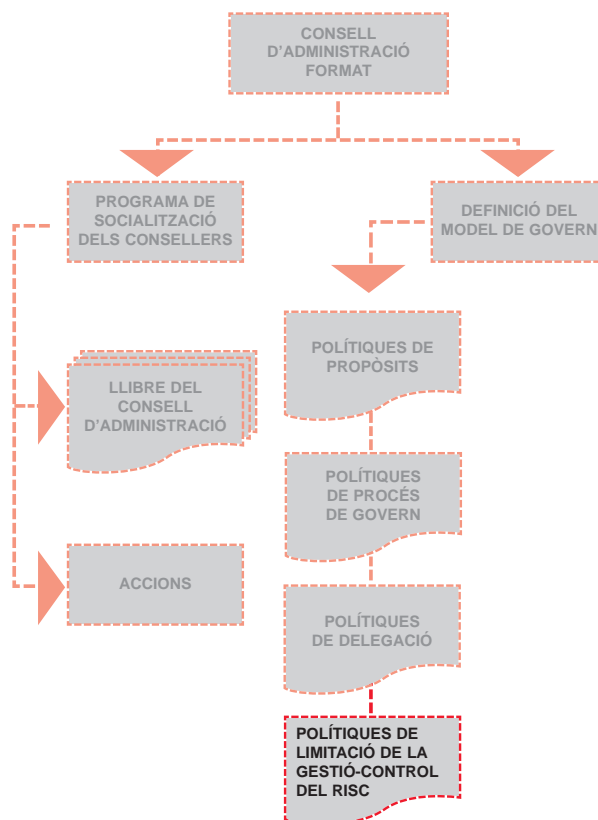 CONSELL
D'ADMINISTRACIÓ
FORMAT
PROGRAMA DE
SOCIALITZACIÓ
DELS CONSELLERS
DEFINICIÓ DEL
MODEL DE GOVERN
POLÍTIQUES DE
PROPÒSITS
LLIBRE DEL
CONSELL
D'ADMINISTRACIÓ
POLÍTIQUES
DE PROCÉS
DE GOVERN
ACCIONS
POLÍTIQUES
DE DELEGACIÓ
POLÍTIQUES DE
LIMITACIÓ DE LA
GESTIÓ-CONTROL
DEL RISC